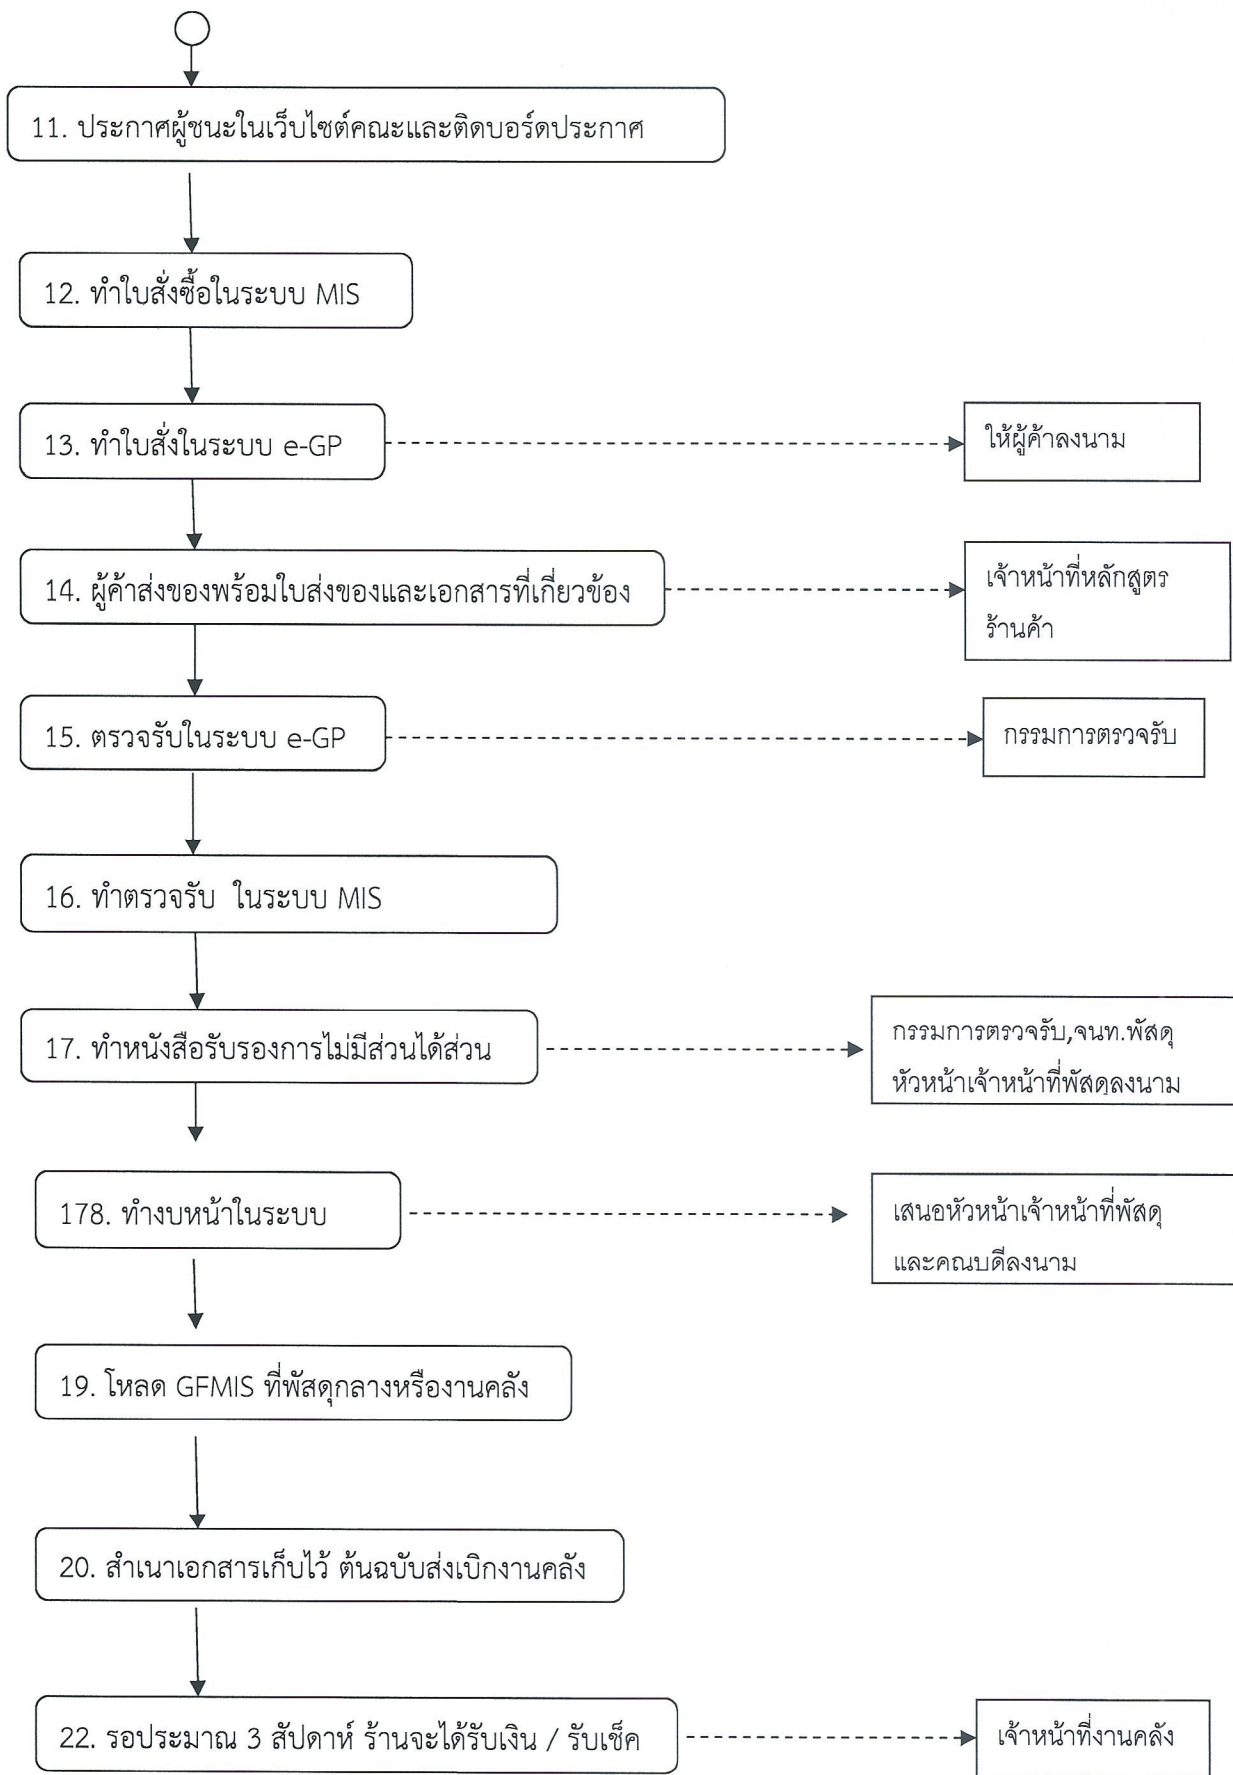 11. ประกาศผู้ชนะในเว็บไซต์คณะและติดบอร์ดประกาศ
12. ทำใบสั่งซื้อในระบบ MIS
13. ทำใบสั่งในระบบ e-GP
ให้ผู้ค้าลงนาม
14. ผู้ค้าส่งของพร้อมใบส่งของและเอกสารที่เกี่ยวข้อง
เจ้าหน้าที่หลักสูตร
ร้านค้า
15. ตรวจรับในระบบ e-GP
กรรมการตรวจรับ
16. ทำตรวจรับ ในระบบ MIS
17. ทำหนังสือรับรองการไม่มีส่วนได้ส่วน
กรรมการตรวจรับ,จนท.พัสดุ
หัวหน้าเจ้าหน้าที่พัสดุลงนาม
178. ทำงบหน้าในระบบ
เสนอหัวหน้าเจ้าหน้าที่พัสดุ
และคณบดีลงนาม
19. โหลด GFMIS ที่พัสดุกลางหรืองานคลัง
20. สำเนาเอกสารเก็บไว้ ต้นฉบับส่งเบิกงานคลัง
22. รอประมาณ 3 สัปดาห์ ร้านจะได้รับเงิน / รับเช็ค
เจ้าหน้าที่งานคลัง